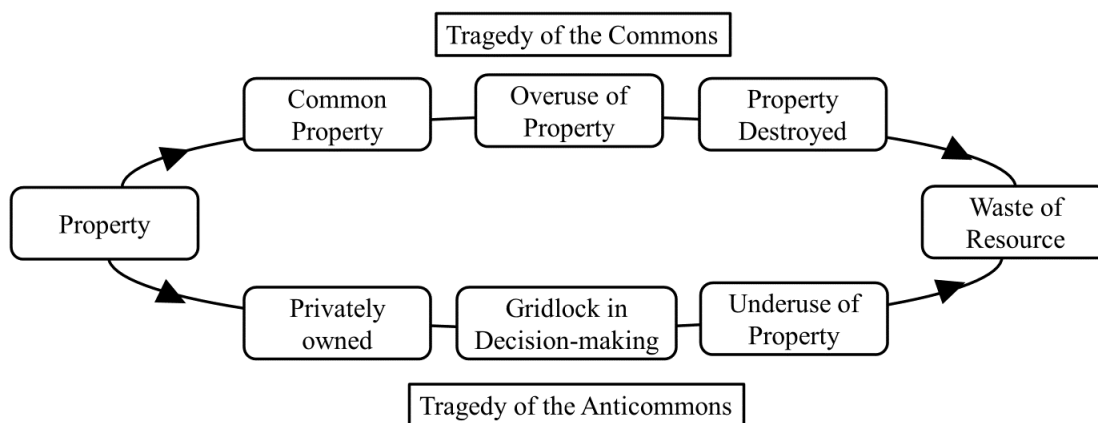 Tragedy of the Commons
Common
Property
Overuse of
Property
Property
Destroyed
Property
Waste of
Resource
Privately
owned
Gridlock in
Decision-making
Underuse of
Property
Tragedy of the Anticommons